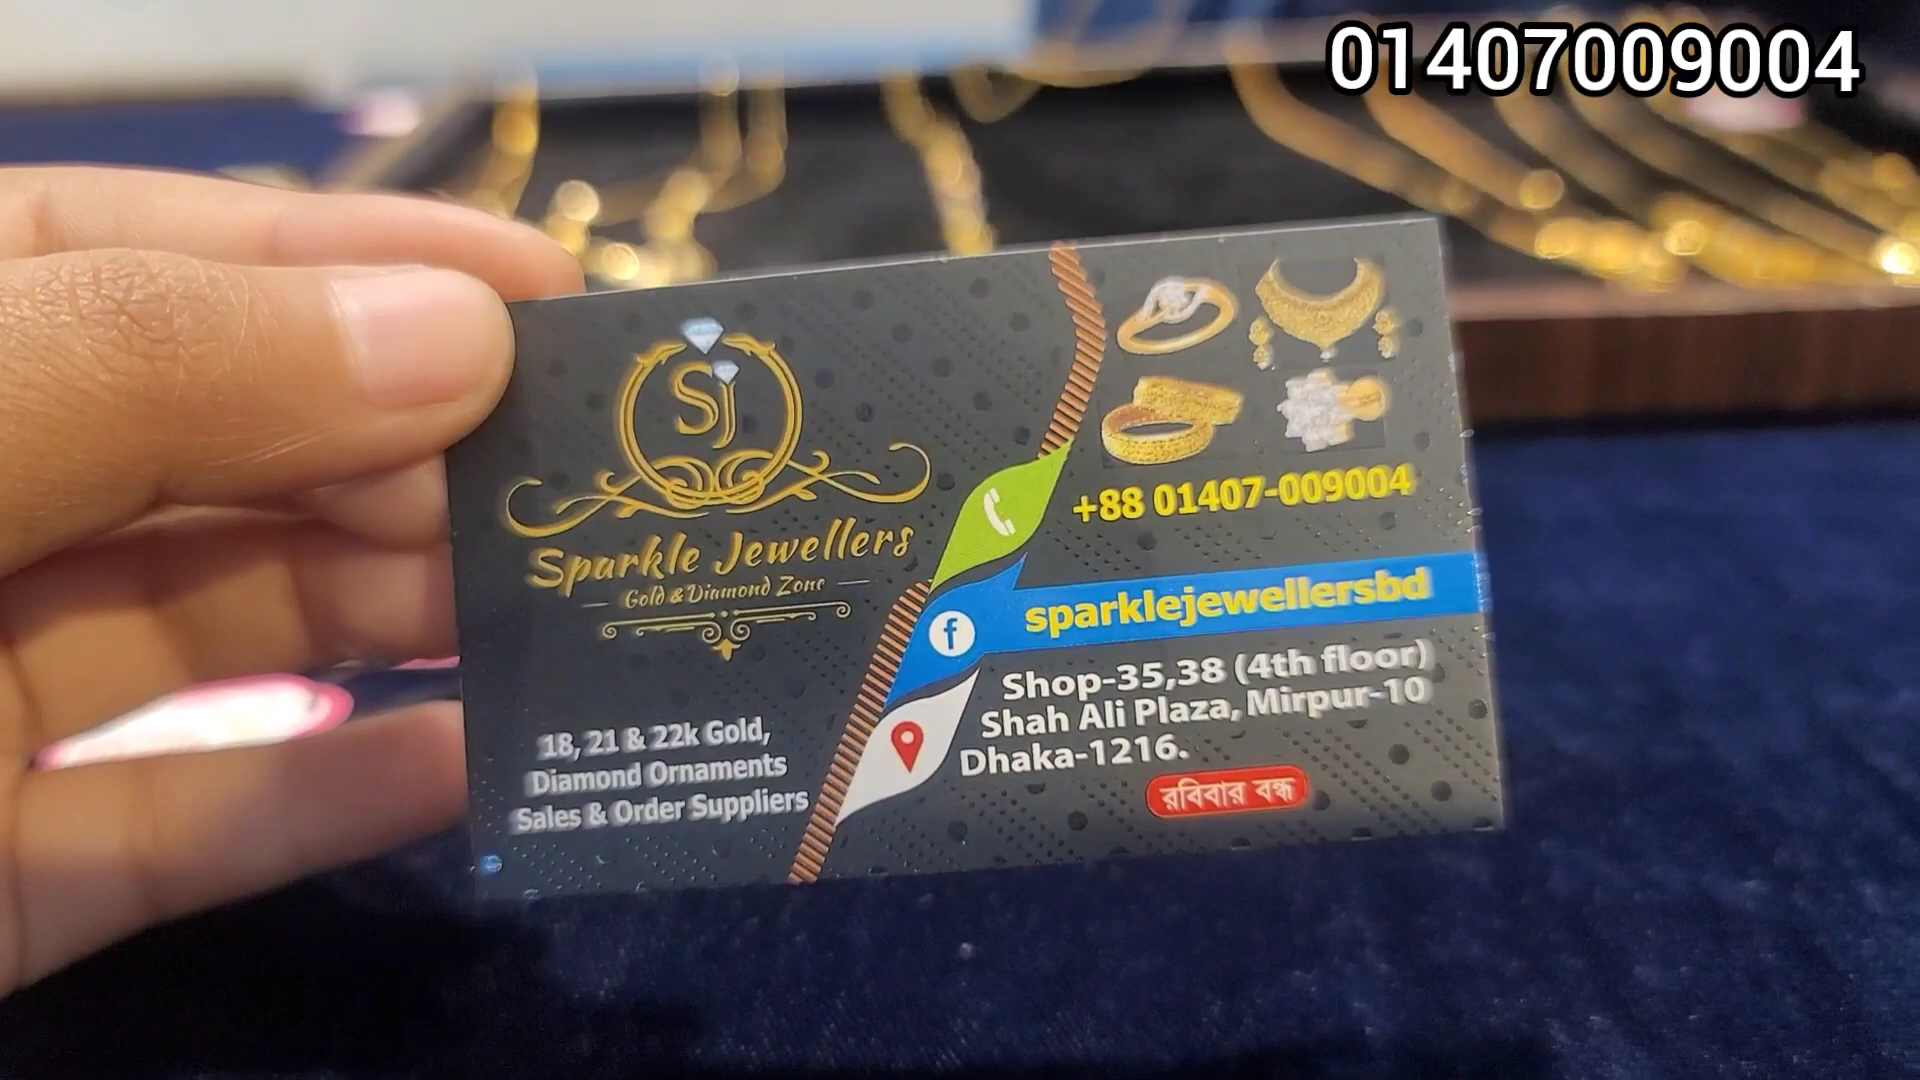 01407009004
SJ
Sparkle Jewellers
Gold & Diamond Zone
18, 21 & 22k Gold,
Diamond Ornaments
Sales & Order Suppliers
+88 01407-009004
f sparklejewellersbd
Shop-35,38 (4th floor)
Shah Ali Plaza, Mirpur-10
Dhaka-1216.
রবিবার বন্ধ